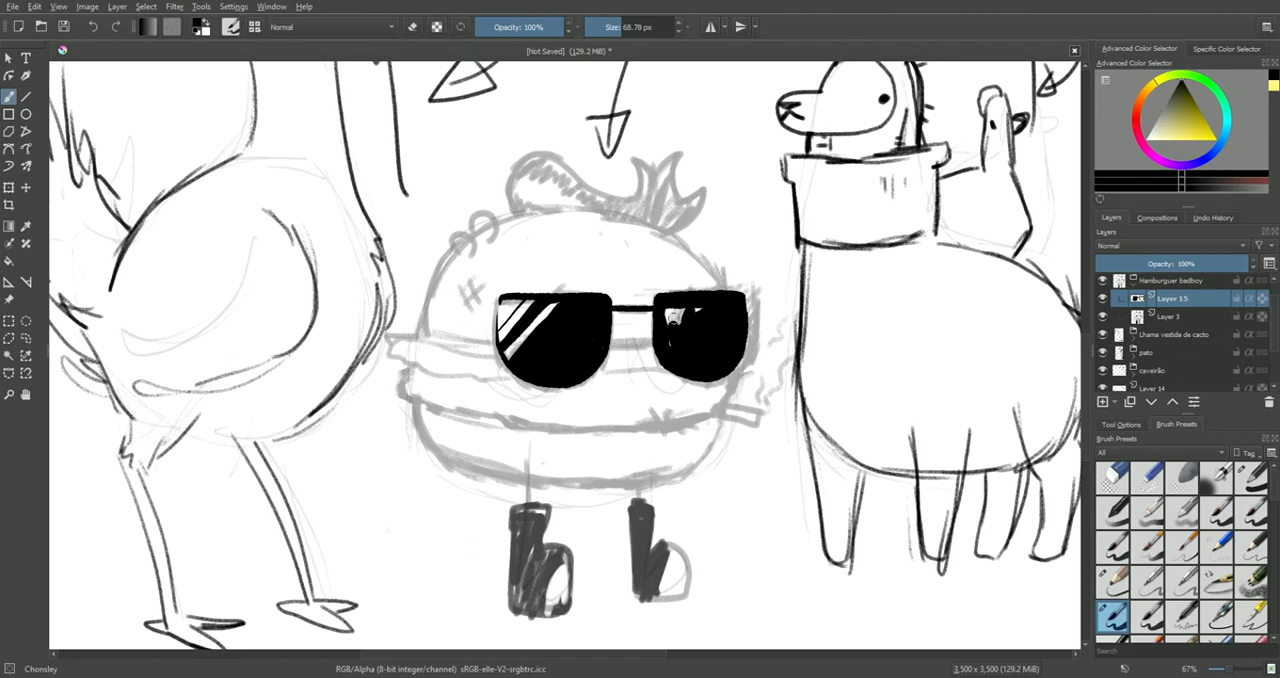 File Edit View Image Layer Select Filter Tools Settings Window Help
Normal
Opacity: 100%
Size: 68.78 px
[Not Saved] (129.2 MiB) *
Advanced Color Selector
Specific Color Selector
Advanced Color Selector
Layers
Compositions
Undo History
Layers
Normal
Opacity: 100%
Hamburguer badboy
Layer 15
Layer 3
Lhama vestida de cacto
pato
caveirão
Layer 14
Tool Options
Brush Presets
Brush Presets
All
Tag
Search
Chonsley
RGB/Alpha (8-bit integer/channel) sRGB-elle-V2-srgbtrc.icc
3,500 x 3,500 (129.2 MiB)
67%